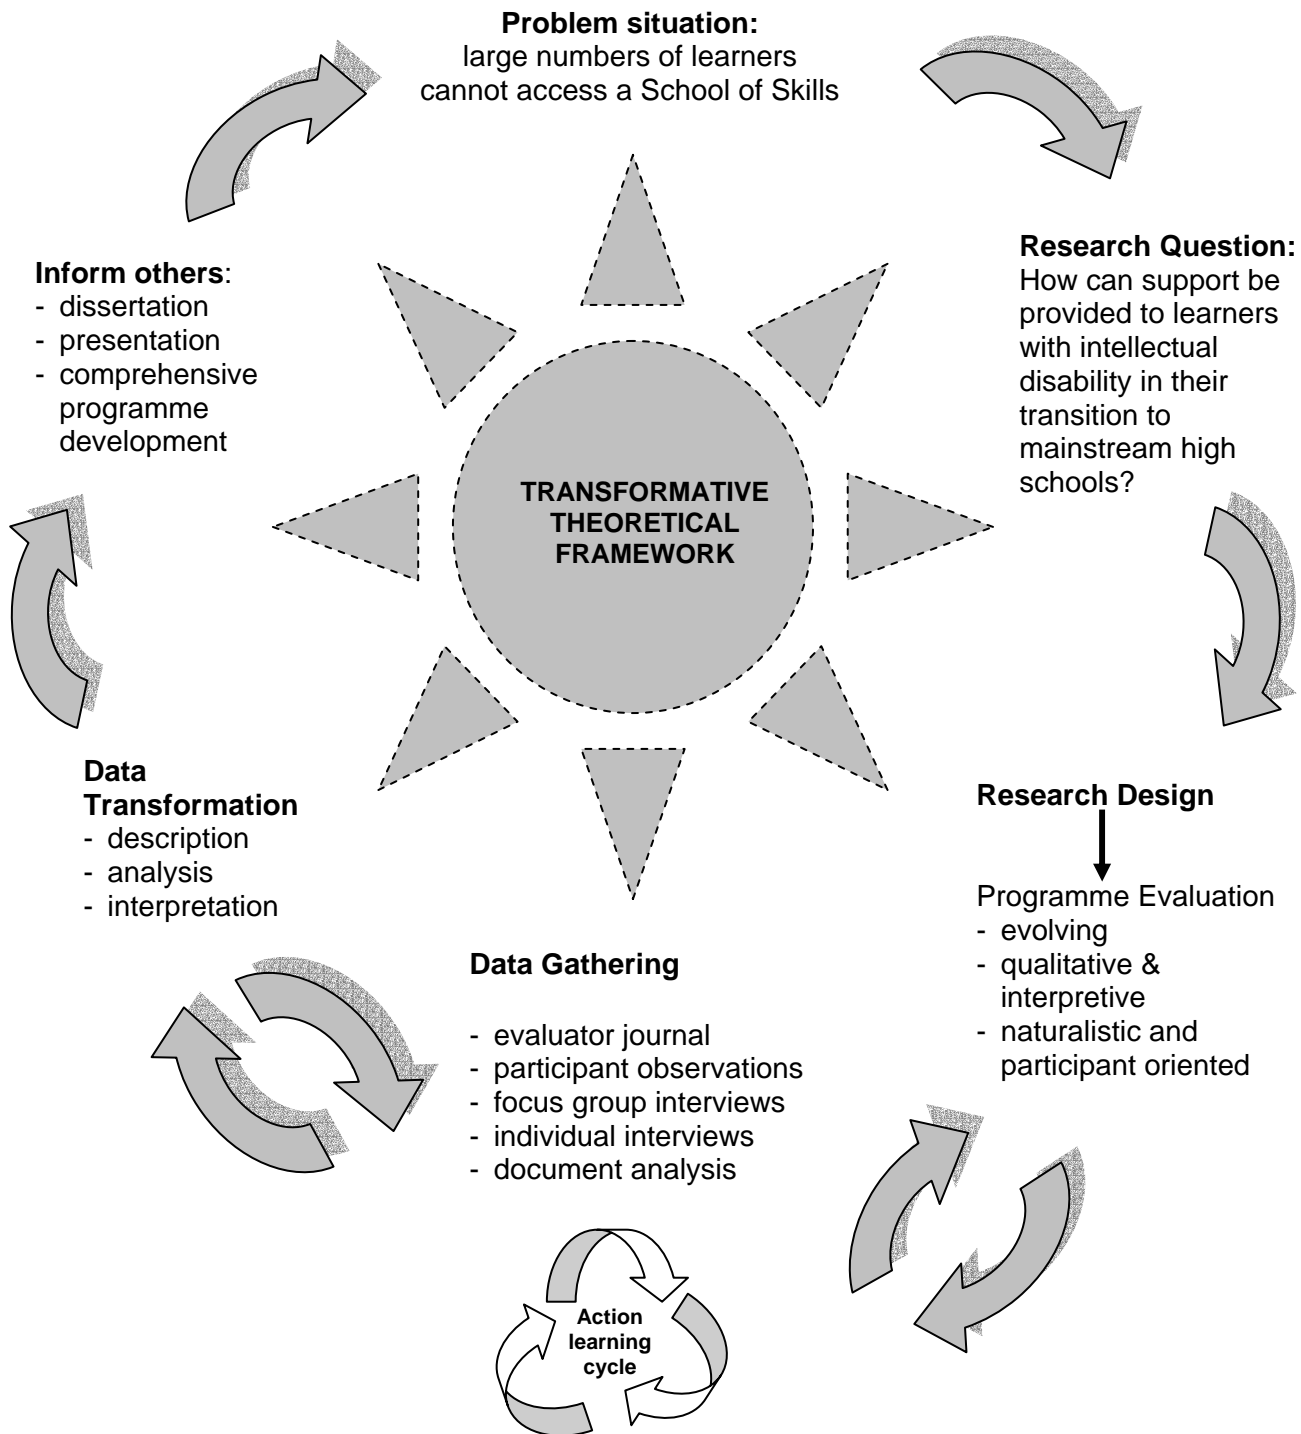 Problem situation:
large numbers of learners
cannot access a School of Skills
Research Question:
How can support be
provided to learners
with intellectual
disability in their
transition to
mainstream high
schools?
Research Design
Programme Evaluation
- evolving
- qualitative &
interpretive
- naturalistic and
participant oriented
Data Gathering
- evaluator journal
- participant observations
- focus group interviews
- individual interviews
- document analysis
Action
learning
cycle
Data
Transformation
- description
- analysis
- interpretation
Inform others:
- dissertation
- presentation
- comprehensive
programme
development
TRANSFORMATIVE
THEORETICAL
FRAMEWORK